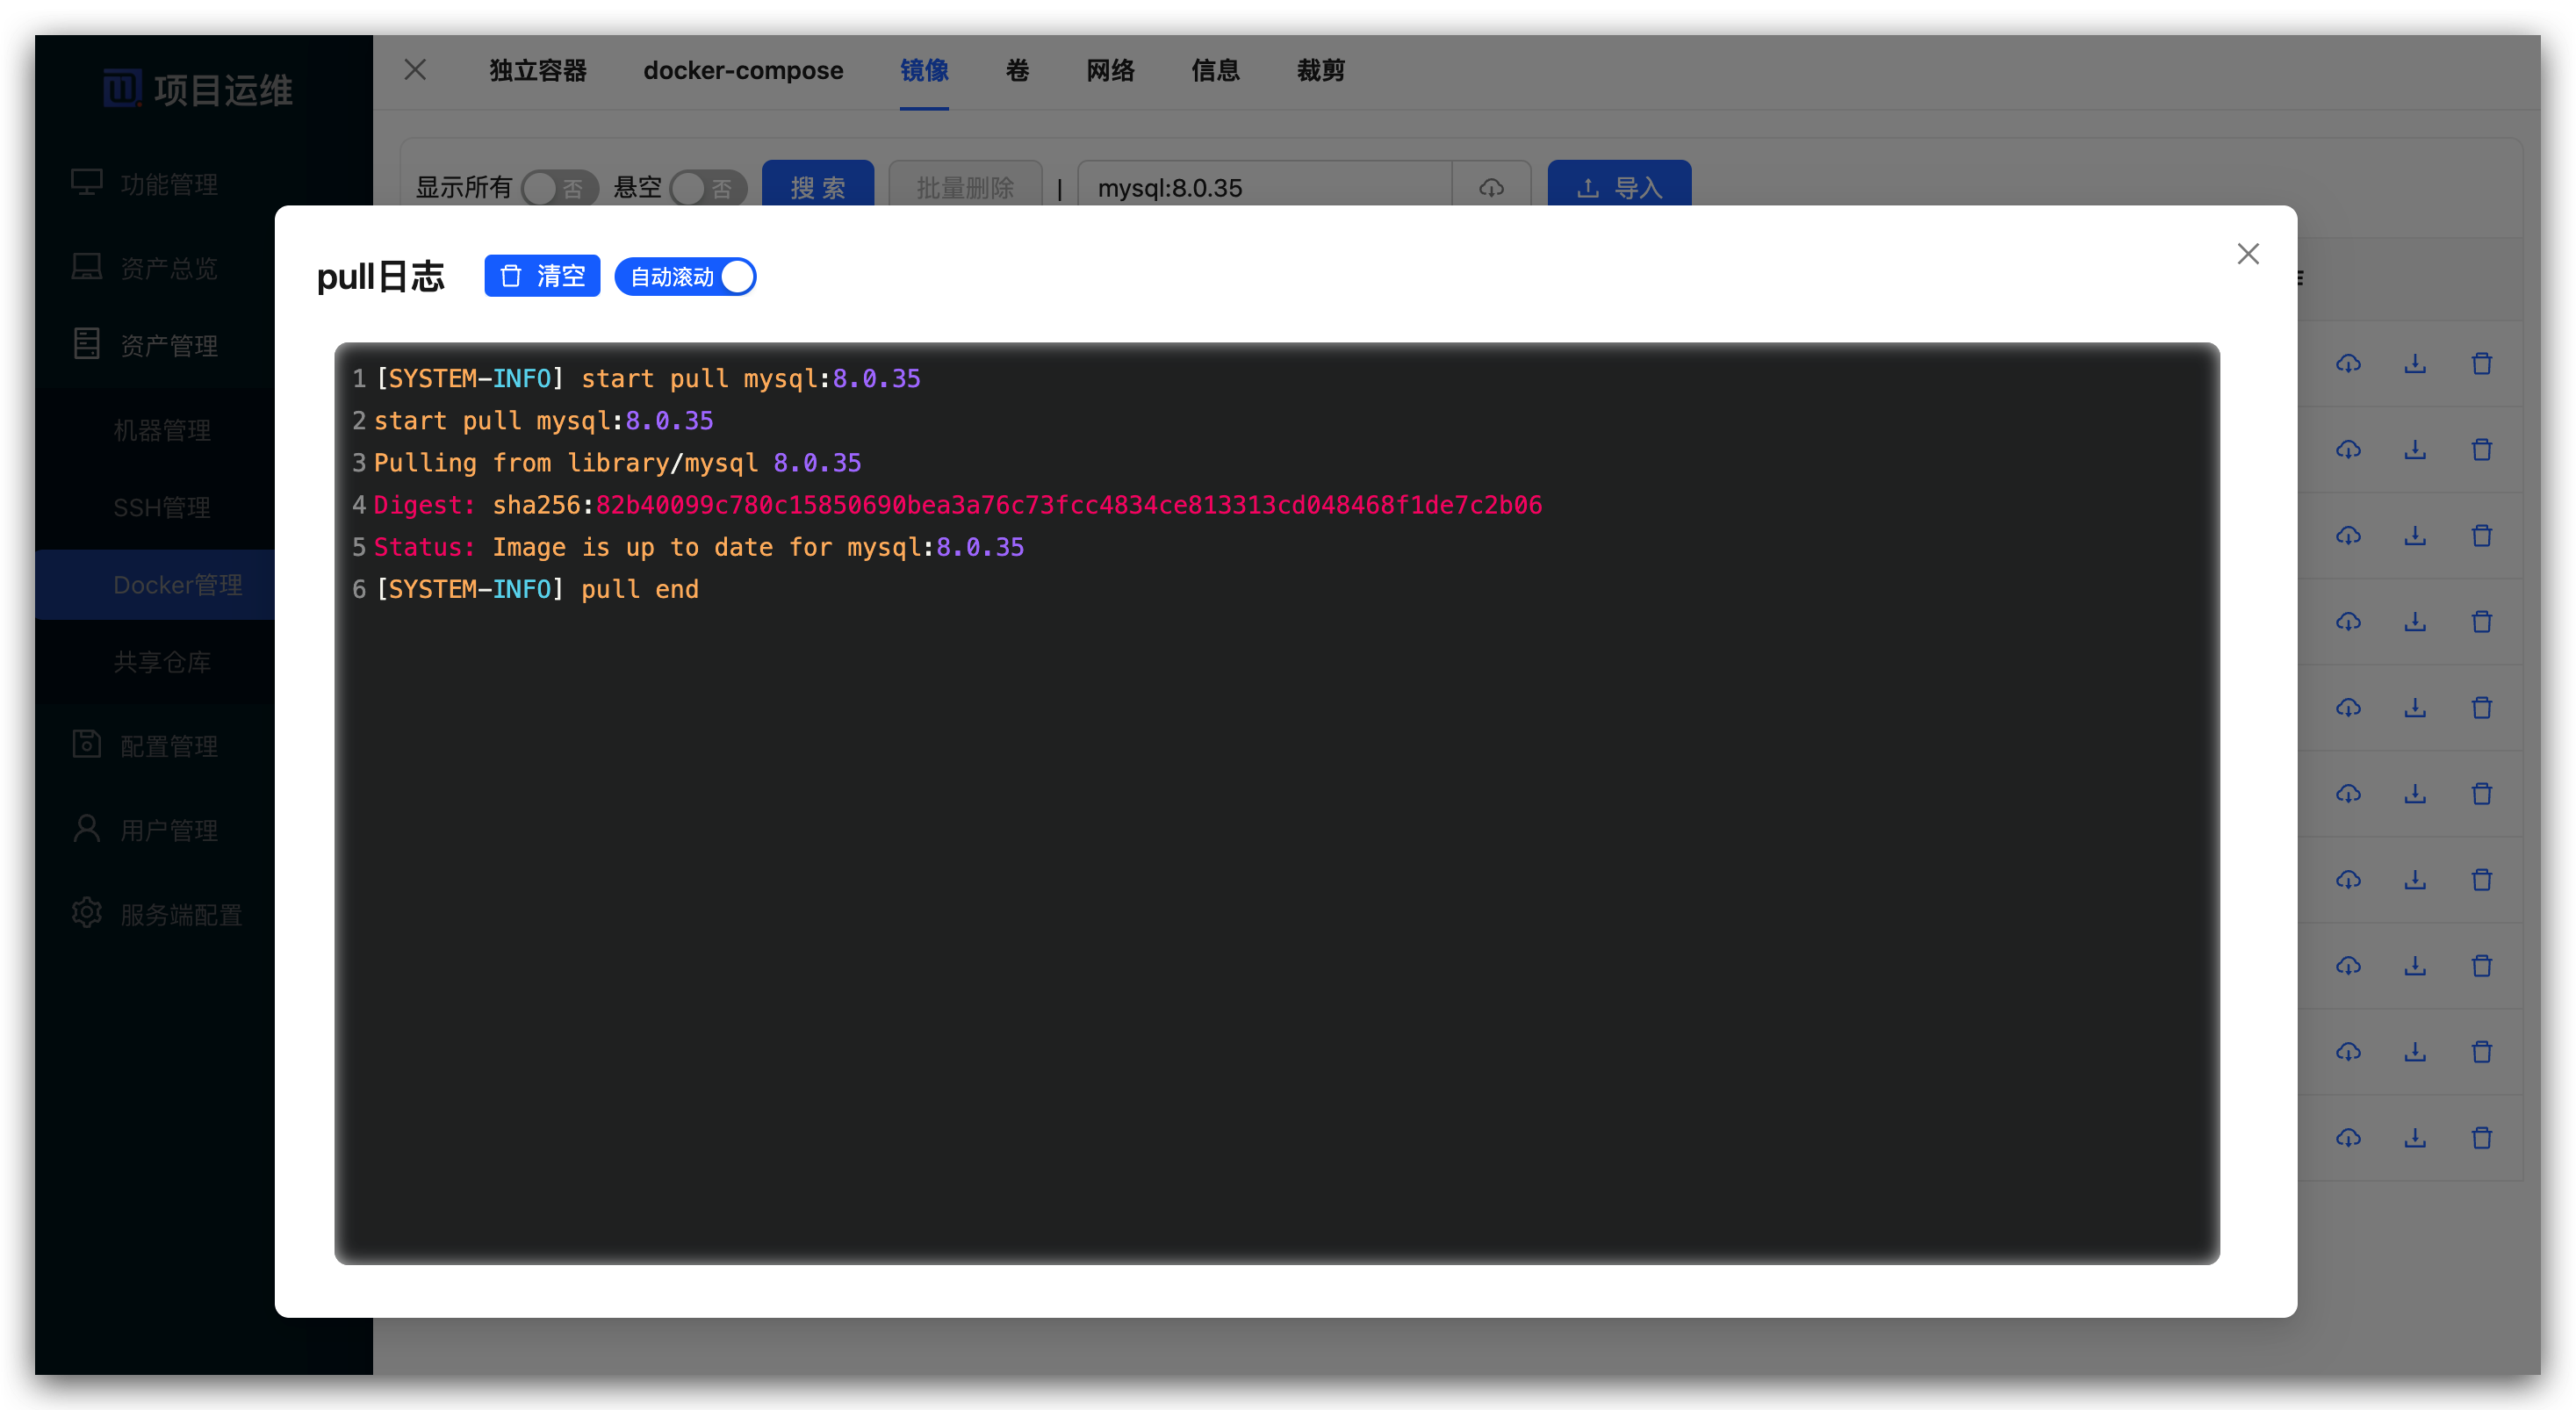 项目运维
功能管理
资产总览
资产管理
机器管理
SSH管理
Docker管理
共享仓库
配置管理
用户管理
服务端配置
独立容器 docker-compose 镜像 卷 网络 信息 裁剪
显示所有 否 悬空 否 搜 索 批量删除 | mysql:8.0.35 导入
pull日志 清空 自动滚动
1 [SYSTEM-INFO] start pull mysql:8.0.35
2 start pull mysql:8.0.35
3 Pulling from library/mysql 8.0.35
4 Digest: sha256:82b40099c780c15850690bea3a76c73fcc4834ce813313cd048468f1de7c2b06
5 Status: Image is up to date for mysql:8.0.35
6 [SYSTEM-INFO] pull end